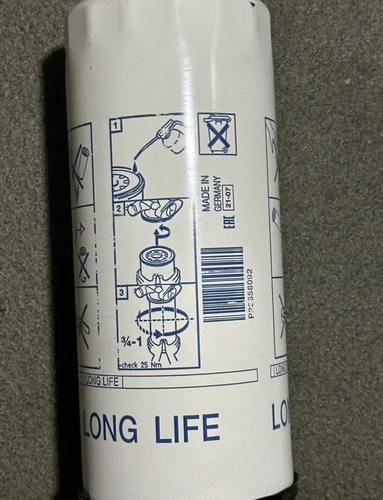 1
2
3
3/4-1
check 25 Nm
MADE IN
GERMANY
21-07
EAC
LONG LIFE
LONG LIFE
LO